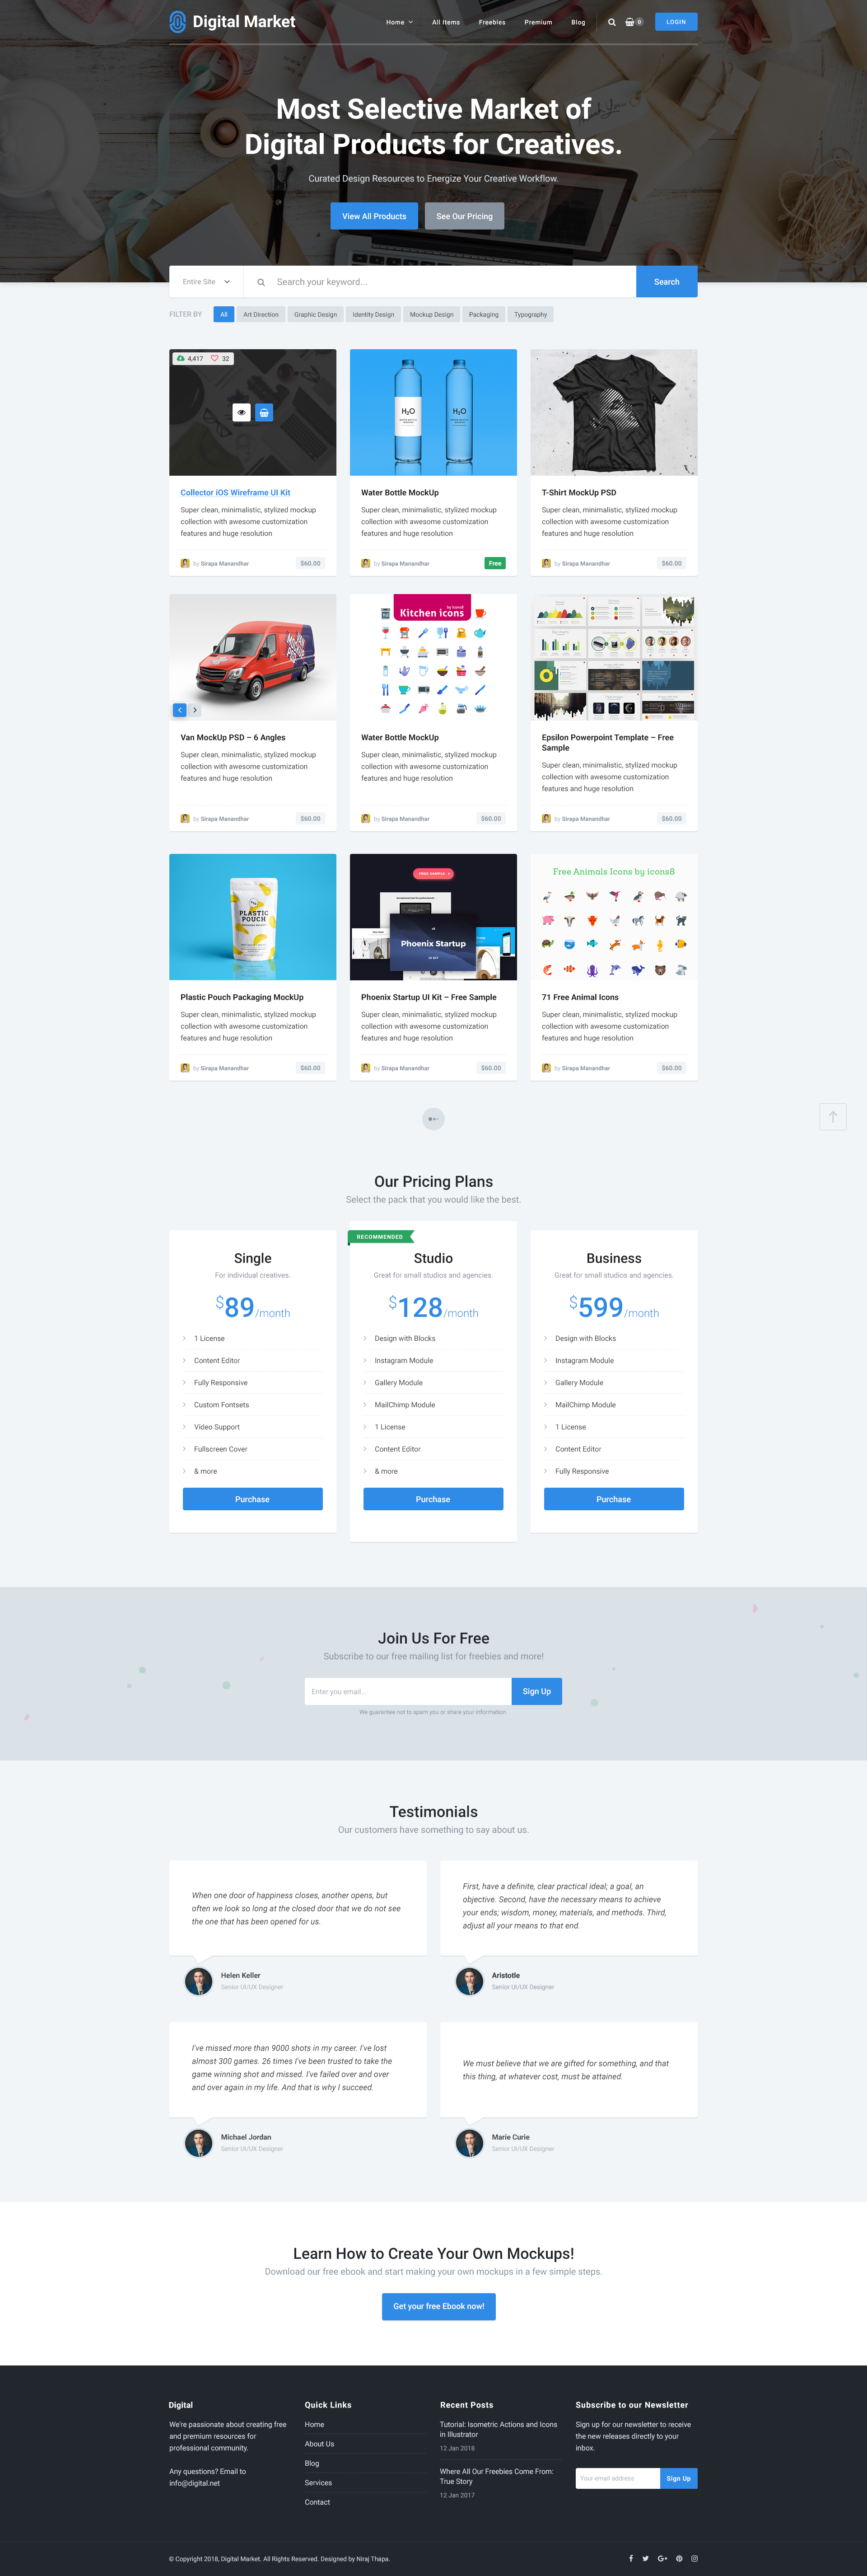 Digital Market
Home
All Items
Freebies
Premium
Blog
0
LOGIN
Most Selective Market of
Digital Products for Creatives.
Curated Design Resources to Energize Your Creative Workflow.
View All Products
See Our Pricing
Entire Site
Search your keyword...
Search
FILTER BY
All
Art Direction
Graphic Design
Identity Design
Mockup Design
Packaging
Typography
4,417
32
H₂O
H₂O
Collector iOS Wireframe UI Kit
Super clean, minimalistic, stylized mockup
collection with awesome customization
features and huge resolution
by Sirapa Manandhar
$60.00
Water Bottle MockUp
Super clean, minimalistic, stylized mockup
collection with awesome customization
features and huge resolution
by Sirapa Manandhar
Free
T-Shirt MockUp PSD
Super clean, minimalistic, stylized mockup
collection with awesome customization
features and huge resolution
by Sirapa Manandhar
$60.00
Van MockUp PSD – 6 Angles
Super clean, minimalistic, stylized mockup
collection with awesome customization
features and huge resolution
by Sirapa Manandhar
$60.00
by icons8
Kitchen icons
Water Bottle MockUp
Super clean, minimalistic, stylized mockup
collection with awesome customization
features and huge resolution
by Sirapa Manandhar
$60.00
Epsilon Powerpoint Template – Free
Sample
Super clean, minimalistic, stylized mockup
collection with awesome customization
features and huge resolution
by Sirapa Manandhar
$60.00
PLASTIC
POUCH
Plastic Pouch Packaging MockUp
Super clean, minimalistic, stylized mockup
collection with awesome customization
features and huge resolution
by Sirapa Manandhar
$60.00
FREE SAMPLE
Phoenix Startup
UI KIT
Phoenix Startup UI Kit – Free Sample
Super clean, minimalistic, stylized mockup
collection with awesome customization
features and huge resolution
by Sirapa Manandhar
$60.00
Free Animals Icons by icons8
71 Free Animal Icons
Super clean, minimalistic, stylized mockup
collection with awesome customization
features and huge resolution
by Sirapa Manandhar
$60.00
Our Pricing Plans
Select the pack that you would like the best.
Single
For individual creatives.
$89/month
1 License
Content Editor
Fully Responsive
Custom Fontsets
Video Support
Fullscreen Cover
& more
Purchase
RECOMMENDED
Studio
Great for small studios and agencies.
$128/month
Design with Blocks
Instagram Module
Gallery Module
MailChimp Module
1 License
Content Editor
& more
Purchase
Business
Great for small studios and agencies.
$599/month
Design with Blocks
Instagram Module
Gallery Module
MailChimp Module
1 License
Content Editor
Fully Responsive
Purchase
Join Us For Free
Subscribe to our free mailing list for freebies and more!
Enter you email...
Sign Up
We guarantee not to spam you or share your information.
Testimonials
Our customers have something to say about us.
When one door of happiness closes, another opens, but
often we look so long at the closed door that we do not see
the one that has been opened for us.
Helen Keller
Senior UI/UX Designer
First, have a definite, clear practical ideal; a goal, an
objective. Second, have the necessary means to achieve
your ends; wisdom, money, materials, and methods. Third,
adjust all your means to that end.
Aristotle
Senior UI/UX Designer
I've missed more than 9000 shots in my career. I've lost
almost 300 games. 26 times I've been trusted to take the
game winning shot and missed. I've failed over and over
and over again in my life. And that is why I succeed.
Michael Jordan
Senior UI/UX Designer
We must believe that we are gifted for something, and that
this thing, at whatever cost, must be attained.
Marie Curie
Senior UI/UX Designer
Learn How to Create Your Own Mockups!
Download our free ebook and start making your own mockups in a few simple steps.
Get your free Ebook now!
Digital
We're passionate about creating free
and premium resources for
professional community.
Any questions? Email to
info@digital.net
Quick Links
Home
About Us
Blog
Services
Contact
Recent Posts
Tutorial: Isometric Actions and Icons
in Illustrator
12 Jan 2018
Where All Our Freebies Come From:
True Story
12 Jan 2017
Subscribe to our Newsletter
Sign up for our newsletter to receive
the new releases directly to your
inbox.
Your email address
Sign Up
© Copyright 2018, Digital Market. All Rights Reserved. Designed by Niraj Thapa.